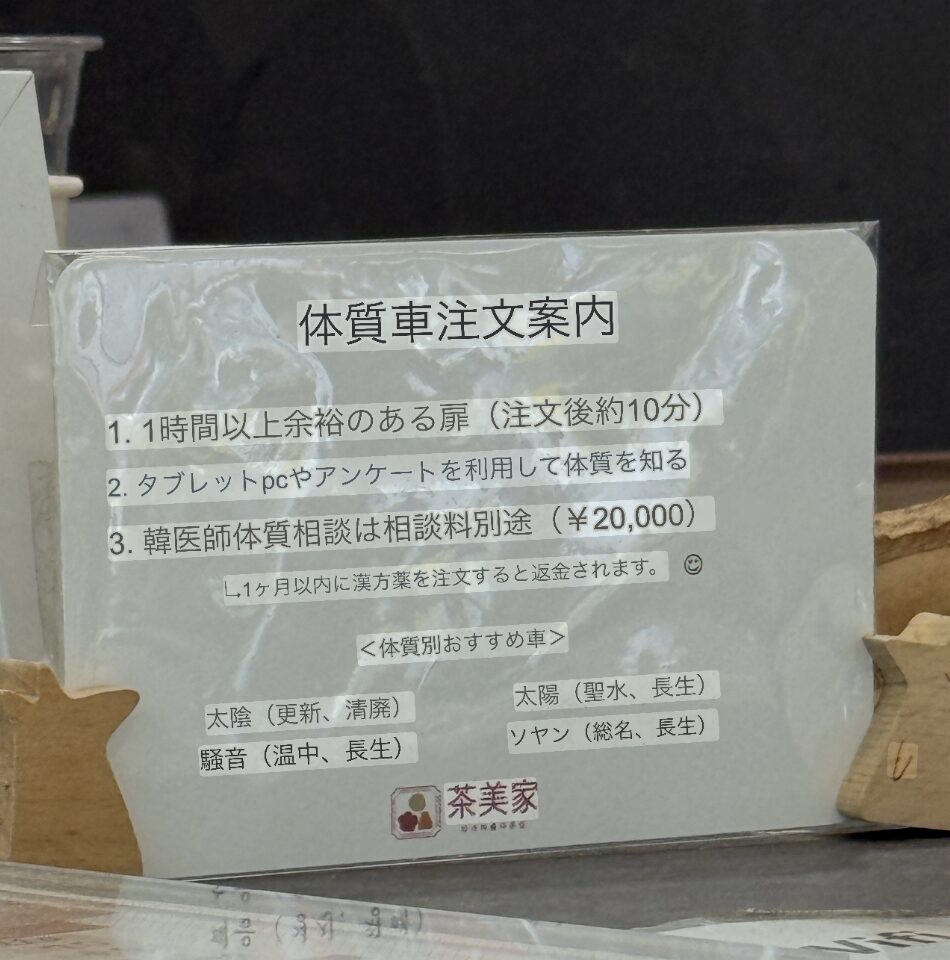 体質車注文案内
1. 1時間以上余裕のある扉（注文後約10分）
2. タブレットpcやアンケートを利用して体質を知る
3. 韓医師体質相談は相談料別途（￥20,000）
↳1ヶ月以内に漢方薬を注文すると返金されます。
＜体質別おすすめ車＞
太陰（更新、清廃）
太陽（聖水、長生）
騒音（温中、長生）
ソヤン（総名、長生）
茶美家